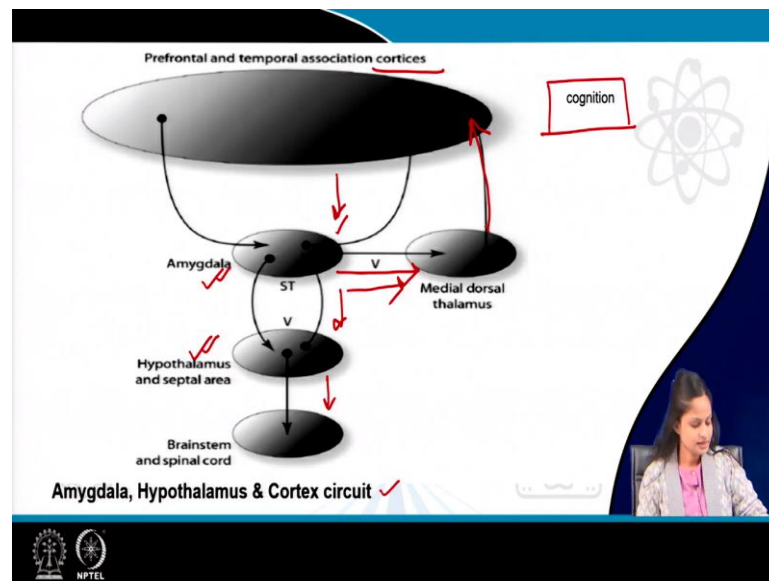 Prefrontal and temporal association cortices
cognition
Amygdala
V
ST
Medial dorsal
thalamus
V
Hypothalamus
and septal area
Brainstem
and spinal cord
Amygdala, Hypothalamus & Cortex circuit
NPTEL